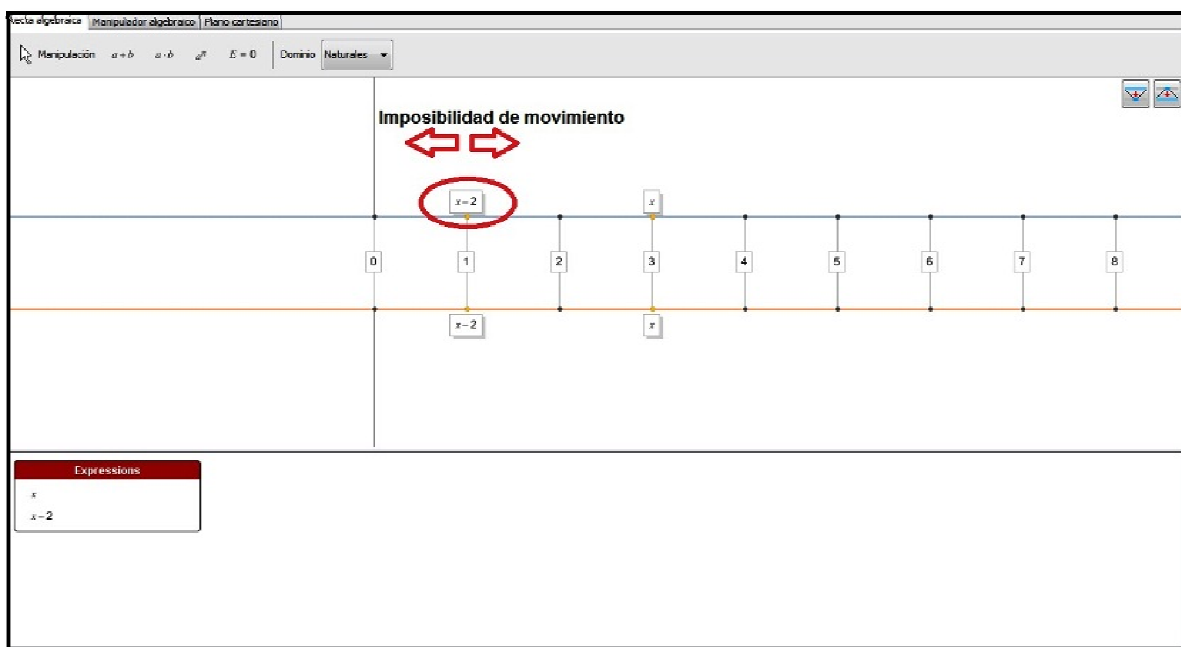 Recta algebraica Manipulador algebraico Plano cartesiano
Manipulación a+b a·b aⁿ E = 0 Dominio Naturales
Imposibilidad de movimiento
x−2 x
0 1 2 3 4 5 6 7 8
x−2 x
Expressions
x
x−2